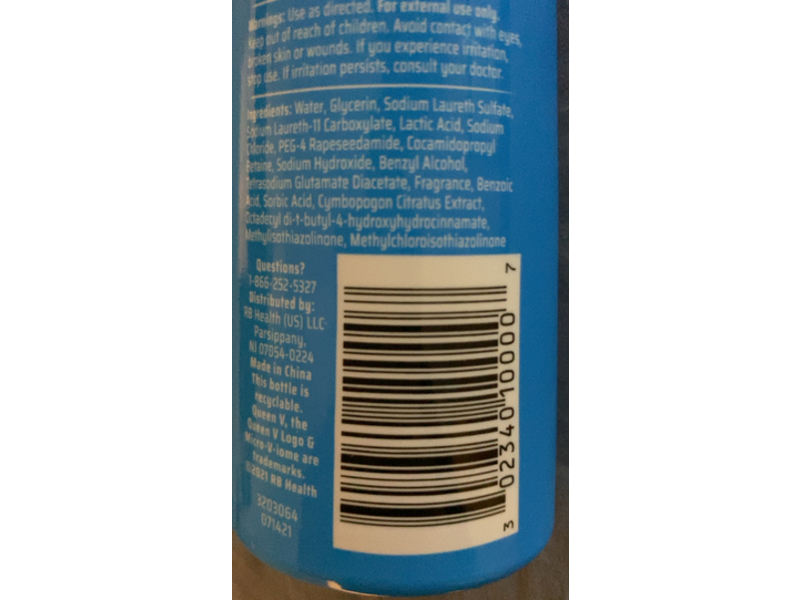 Warnings: Use as directed. For external use only.
Keep out of reach of children. Avoid contact with eyes,
broken skin or wounds. If you experience irritation,
stop use. If irritation persists, consult your doctor.
Ingredients: Water, Glycerin, Sodium Laureth Sulfate,
Sodium Laureth-11 Carboxylate, Lactic Acid, Sodium
Chloride, PEG-4 Rapeseedamide, Cocamidopropyl
Betaine, Sodium Hydroxide, Benzyl Alcohol,
Tetrasodium Glutamate Diacetate, Fragrance, Benzoic
Acid, Sorbic Acid, Cymbopogon Citratus Extract,
Octadecyl di-t-butyl-4-hydroxyhydrocinnamate,
Methylisothiazolinone, Methylchloroisothiazolinone
Questions?
1-866-252-5327
Distributed by:
RB Health (US) LLC
Parsippany,
NJ 07054-0224
Made in China
This bottle is
recyclable.
Queen V, the
Queen V Logo &
Micro-V-iome are
trademarks.
©2021 RB Health
3203064
071421
3 02340 10000 7